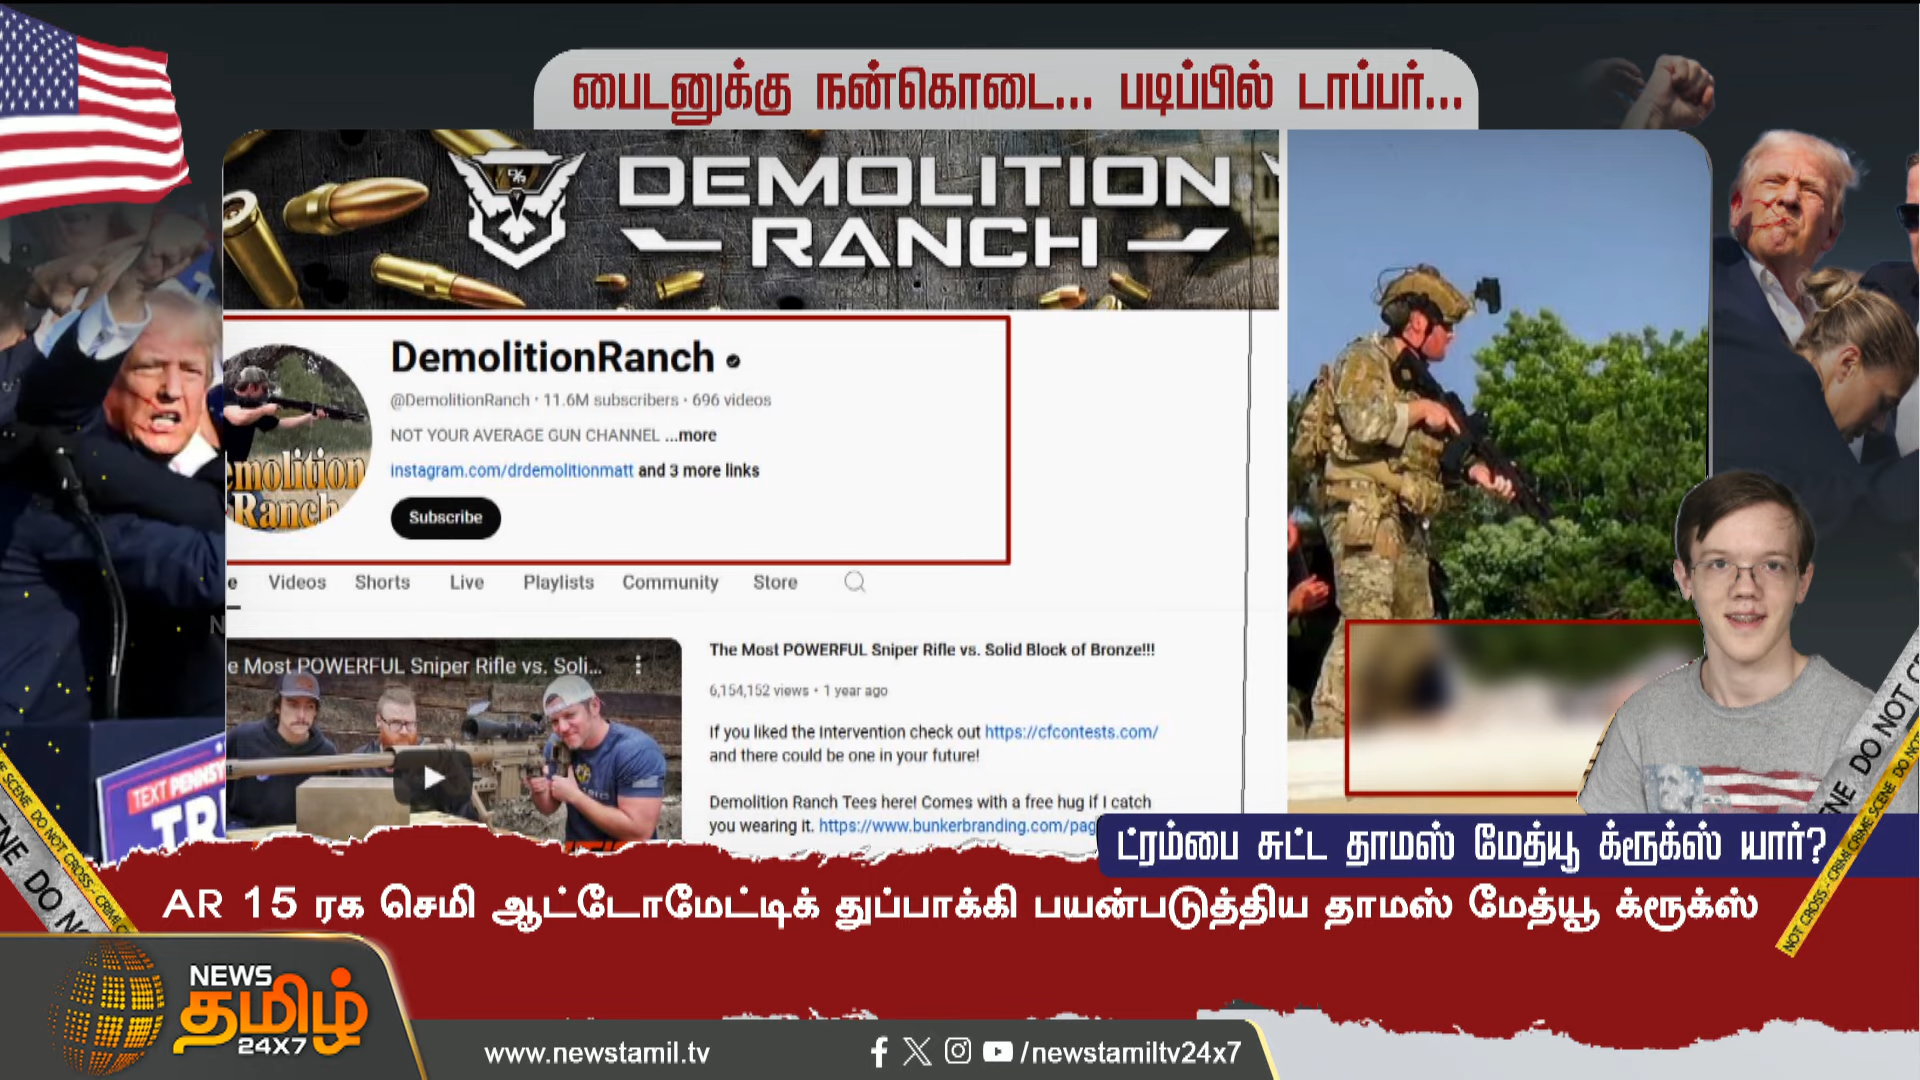 பைடனுக்கு நன்கொடை... படிப்பில் டாப்பர்...
DEMOLITION
RANCH
DemolitionRanch
@DemolitionRanch · 11.6M subscribers · 696 videos
NOT YOUR AVERAGE GUN CHANNEL ...more
instagram.com/drdemolitionmatt and 3 more links
Subscribe
emolition
Ranch
e Videos Shorts Live Playlists Community Store
e Most POWERFUL Sniper Rifle vs. Soli...
The Most POWERFUL Sniper Rifle vs. Solid Block of Bronze!!!
6,154,152 views · 1 year ago
If you liked the Intervention check out https://cfcontests.com/
and there could be one in your future!
Demolition Ranch Tees here! Comes with a free hug if I catch
you wearing it. https://www.bunkerbranding.com/pag
TEXT PENNSY
TR
ட்ரம்பை சுட்ட தாமஸ் மேத்யூ க்ரூக்ஸ் யார்?
AR 15 ரக செமி ஆட்டோமேட்டிக் துப்பாக்கி பயன்படுத்திய தாமஸ் மேத்யூ க்ரூக்ஸ்
NEWS
தமிழ்
24X7
www.newstamil.tv
/newstamiltv24x7